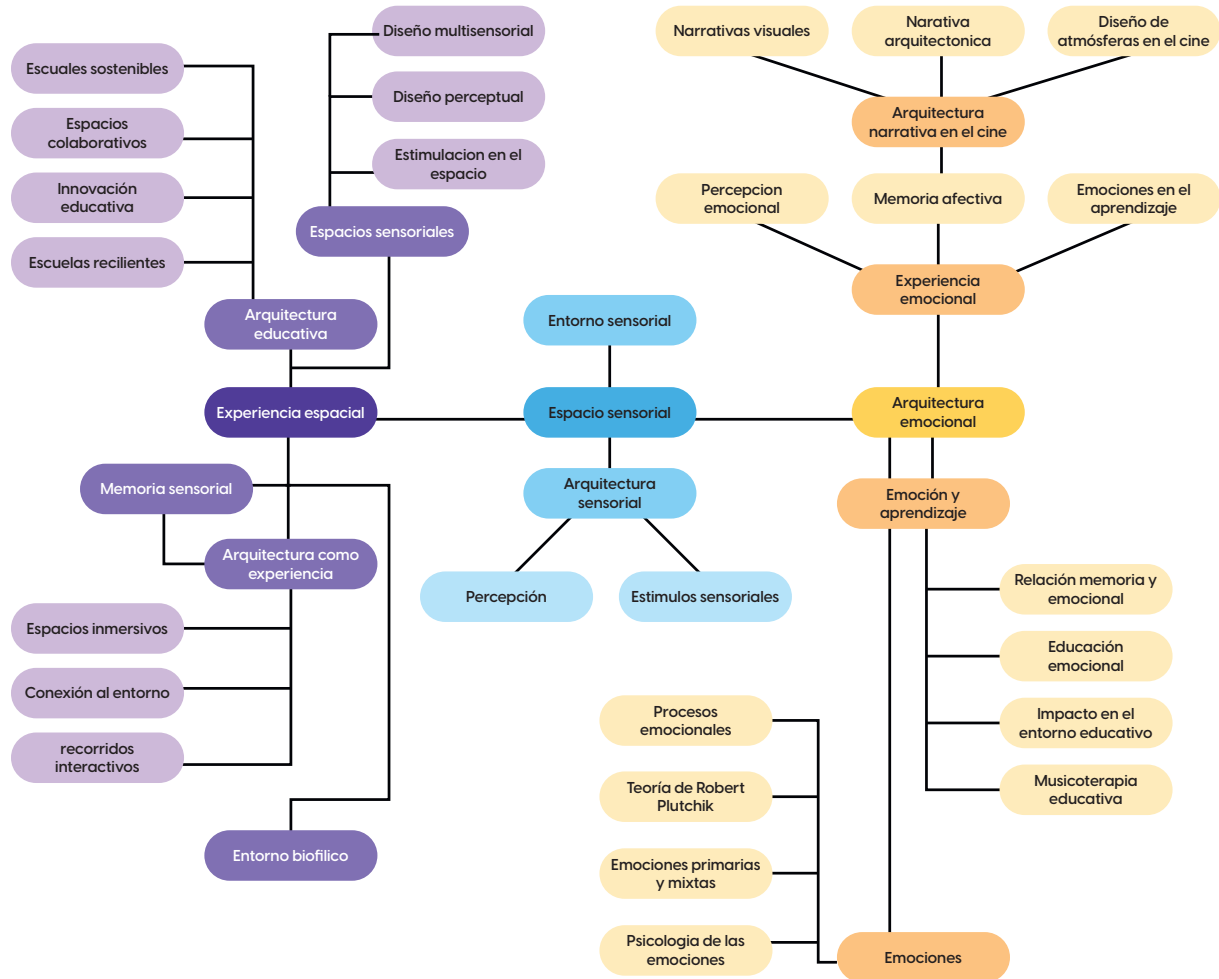 Escuales sostenibles
Espacios
colaborativos
Innovación
educativa
Escuelas recilientes
Arquitectura
educativa
Diseño multisensorial
Diseño perceptual
Estimulacion en el
espacio
Espacios sensoriales
Experiencia espacial
Memoria sensorial
Arquitectura como
experiencia
Espacios inmersivos
Conexión al entorno
recorridos
interactivos
Entorno biofilico
Entorno sensorial
Espacio sensorial
Arquitectura
sensorial
Percepción
Estimulos sensoriales
Narrativas visuales
Narativa
arquitectonica
Diseño de
atmósferas en el cine
Arquitectura
narrativa en el cine
Percepcion
emocional
Memoria afectiva
Emociones en el
aprendizaje
Experiencia
emocional
Arquitectura
emocional
Emoción y
aprendizaje
Relación memoria y
emocional
Educación
emocional
Impacto en el
entorno educativo
Musicoterapia
educativa
Procesos
emocionales
Teoría de Robert
Plutchik
Emociones primarias
y mixtas
Psicologia de las
emociones
Emociones